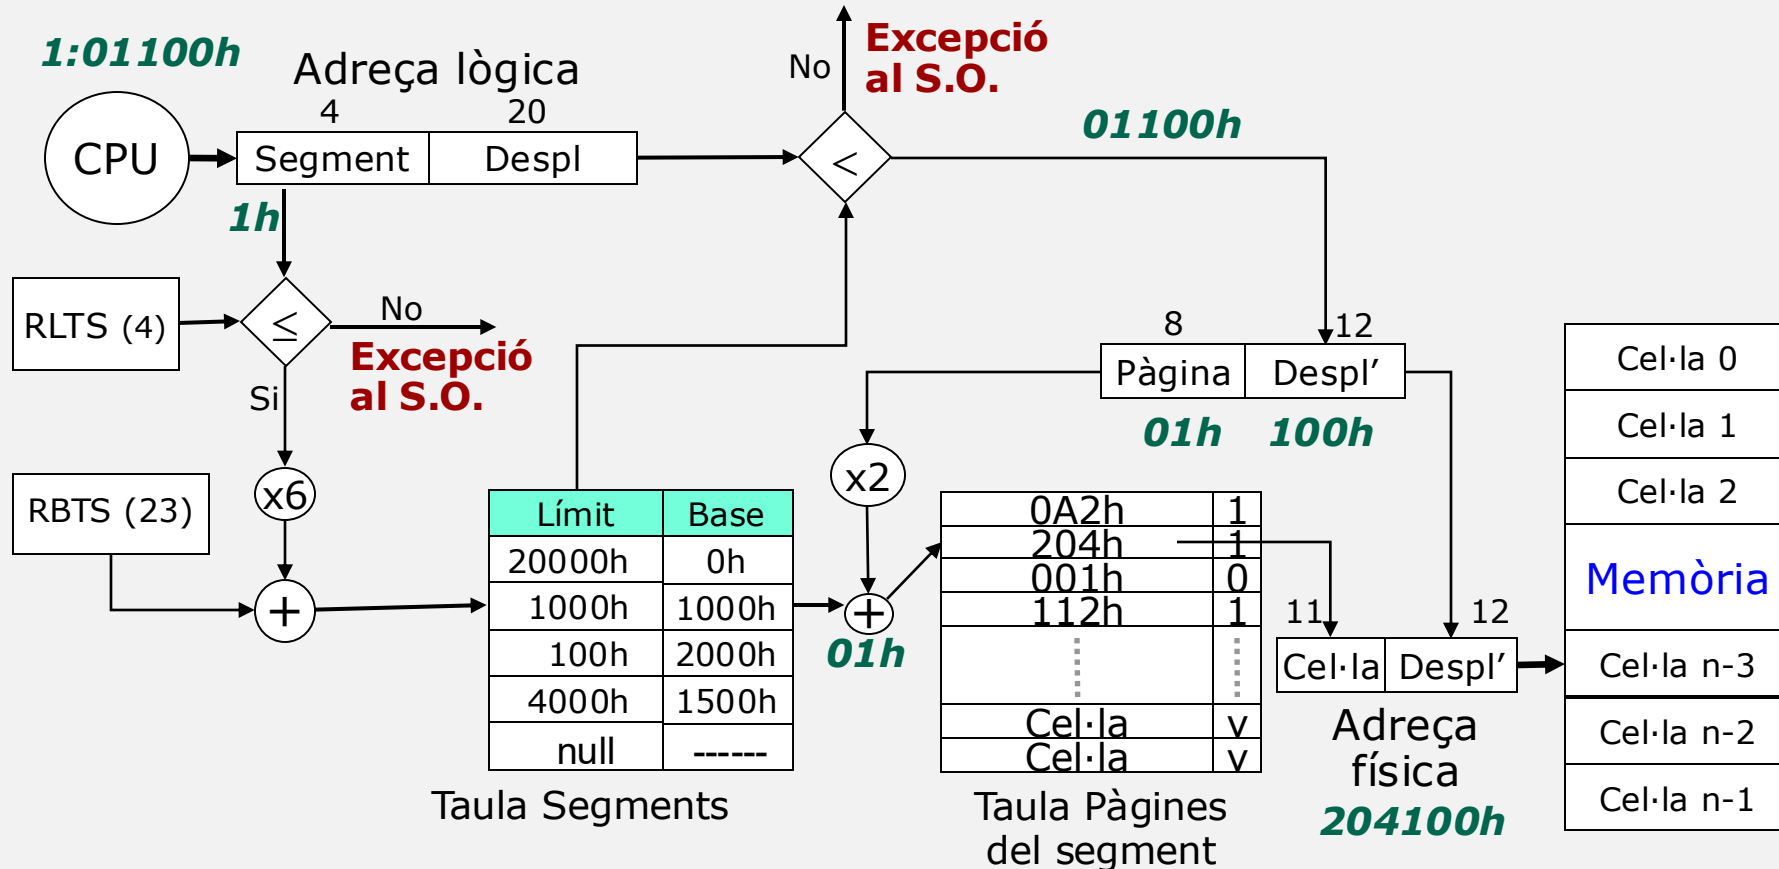 1:01100h
Adreça lògica
4
20
CPU
Segment
Despl
No
Excepció
al S.O.
<
01100h
1h
RLTS (4)
≤
No
Excepció
al S.O.
Si
RBTS (23)
x6
+
Límit
Base
20000h
0h
1000h
1000h
100h
2000h
4000h
1500h
null
------
Taula Segments
8
12
Pàgina
Despl’
01h
100h
x2
+
01h
0A2h
1
204h
1
001h
0
112h
1
Cel·la
v
Cel·la
v
Taula Pàgines
del segment
11
12
Cel·la
Despl’
Adreça
física
204100h
Cel·la 0
Cel·la 1
Cel·la 2
Memòria
Cel·la n-3
Cel·la n-2
Cel·la n-1